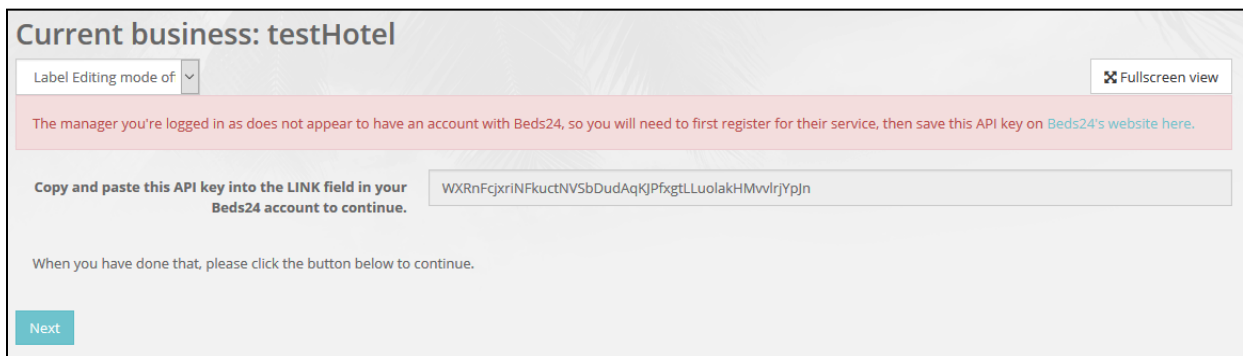 Current business: testHotel
Label Editing mode of
Fullscreen view
The manager you're logged in as does not appear to have an account with Beds24, so you will need to first register for their service, then save this API key on Beds24's website here.
Copy and paste this API key into the LINK field in your
Beds24 account to continue.
WXRnFcjxriNFkuctNVSbDudAqKJPfxgtLLuolakHMvvlrjYpJn
When you have done that, please click the button below to continue.
Next